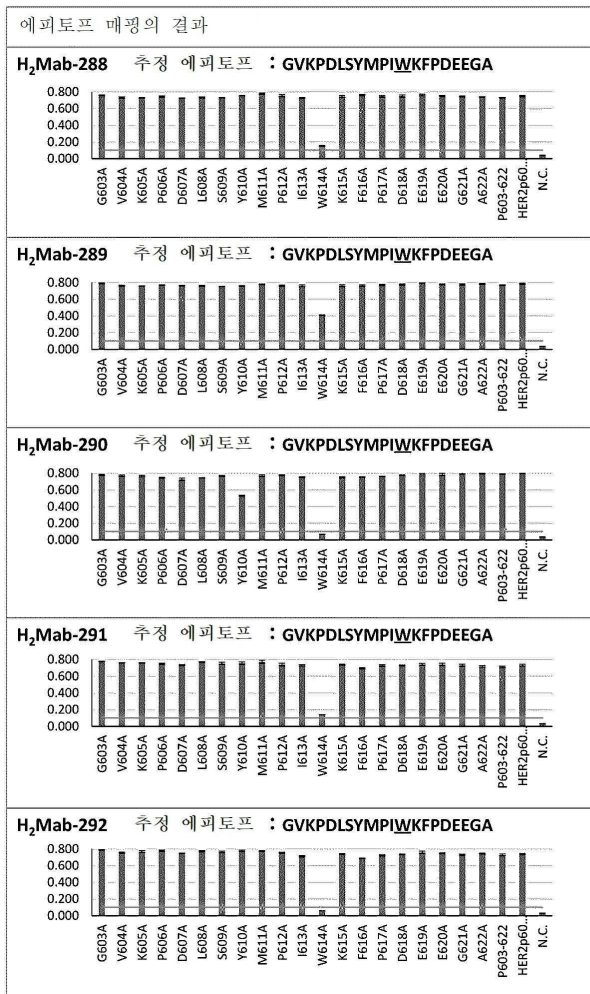 에피토프 매핑의 결과
H2Mab-288 추정 에피토프 : GVKPDLSYMPIWKFPDEEGA
0.800
0.600
0.400
0.200
0.000
G603A V604A K605A P606A D607A L608A S609A Y610A M611A P612A I613A W614A K615A F616A P617A D618A E619A E620A G621A A622A P603-622 HER2p60... N.C.
H2Mab-289 추정 에피토프 : GVKPDLSYMPIWKFPDEEGA
0.800
0.600
0.400
0.200
0.000
G603A V604A K605A P606A D607A L608A S609A Y610A M611A P612A I613A W614A K615A F616A P617A D618A E619A E620A G621A A622A P603-622 HER2p60... N.C.
H2Mab-290 추정 에피토프 : GVKPDLSYMPIWKFPDEEGA
0.800
0.600
0.400
0.200
0.000
G603A V604A K605A P606A D607A L608A S609A Y610A M611A P612A I613A W614A K615A F616A P617A D618A E619A E620A G621A A622A P603-622 HER2p60... N.C.
H2Mab-291 추정 에피토프 : GVKPDLSYMPIWKFPDEEGA
0.800
0.600
0.400
0.200
0.000
G603A V604A K605A P606A D607A L608A S609A Y610A M611A P612A I613A W614A K615A F616A P617A D618A E619A E620A G621A A622A P603-622 HER2p60... N.C.
H2Mab-292 추정 에피토프 : GVKPDLSYMPIWKFPDEEGA
0.800
0.600
0.400
0.200
0.000
G603A V604A K605A P606A D607A L608A S609A Y610A M611A P612A I613A W614A K615A F616A P617A D618A E619A E620A G621A A622A P603-622 HER2p60... N.C.